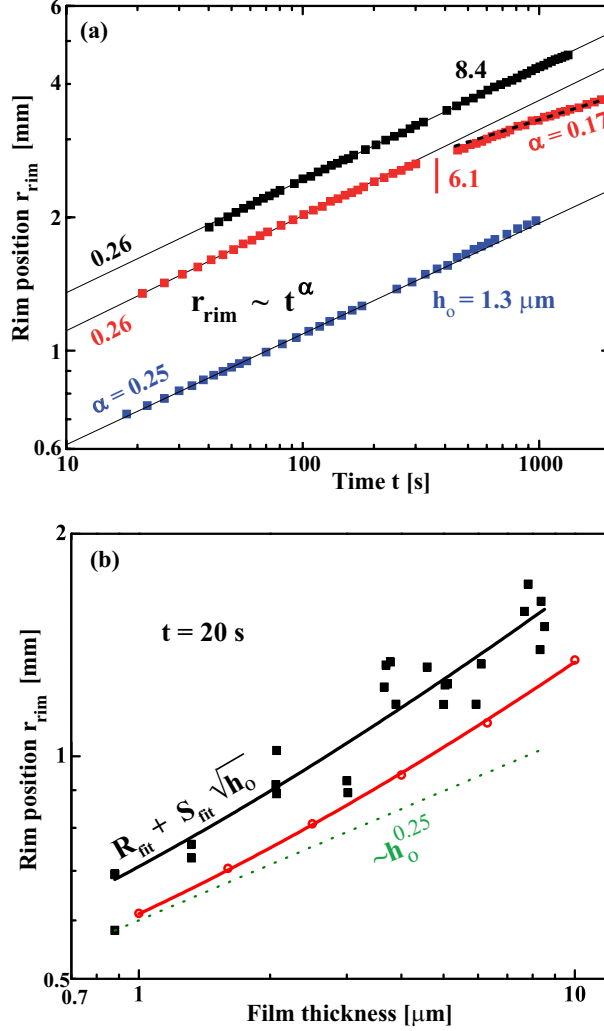 (a)
6
4
2
1
0.6
Rim position r_rim [mm]
8.4
α = 0.17
6.1
0.26
r_rim ~ t^α
0.26
h_o = 1.3 μm
α = 0.25
10
100
1000
Time t [s]
(b)
2
1
0.5
Rim position r_rim [mm]
t = 20 s
R_fit + S_fit √h_o
~h_o^0.25
0.7
1
10
Film thickness [μm]